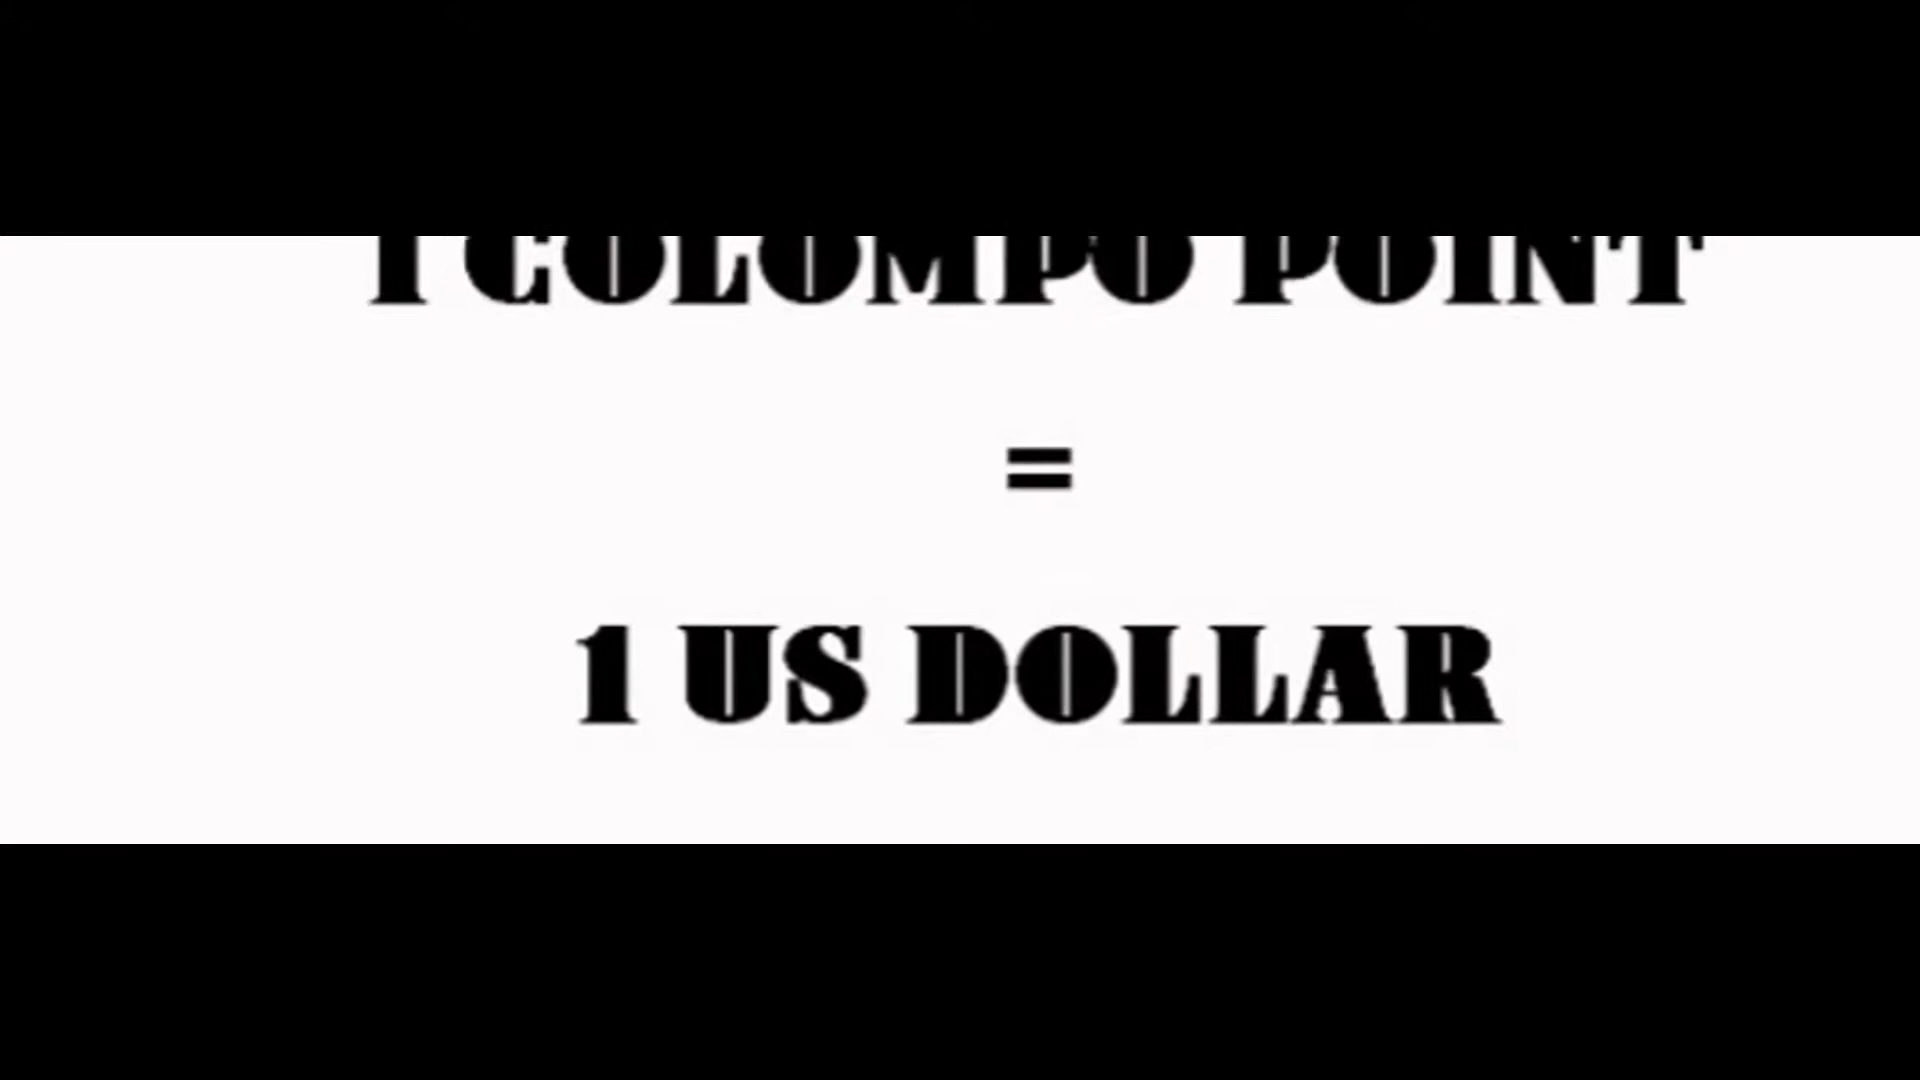 1 COLOMPO POINT
=
1 US DOLLAR